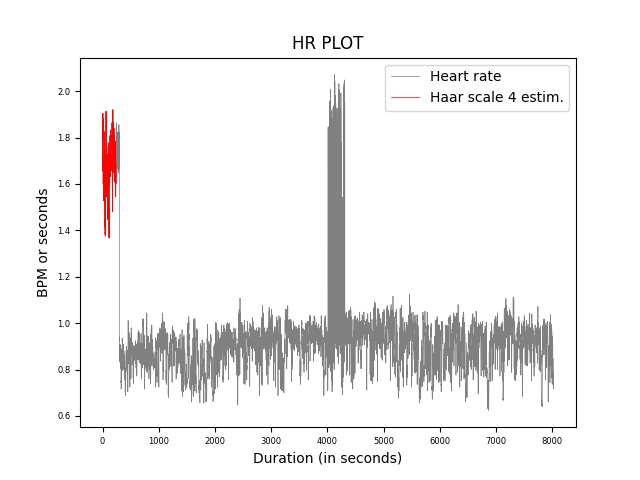 HR PLOT
Heart rate
Haar scale 4 estim.
BPM or seconds
2.0
1.8
1.6
1.4
1.2
1.0
0.8
0.6
0 1000 2000 3000 4000 5000 6000 7000 8000
Duration (in seconds)